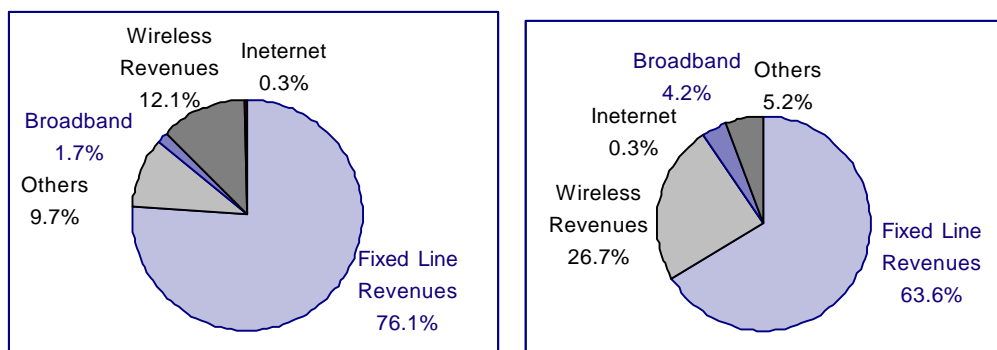 Wireless
Revenues
12.1%
Ineternet
0.3%
Broadband
1.7%
Others
9.7%
Fixed Line
Revenues
76.1%
Broadband
4.2%
Others
5.2%
Ineternet
0.3%
Wireless
Revenues
26.7%
Fixed Line
Revenues
63.6%